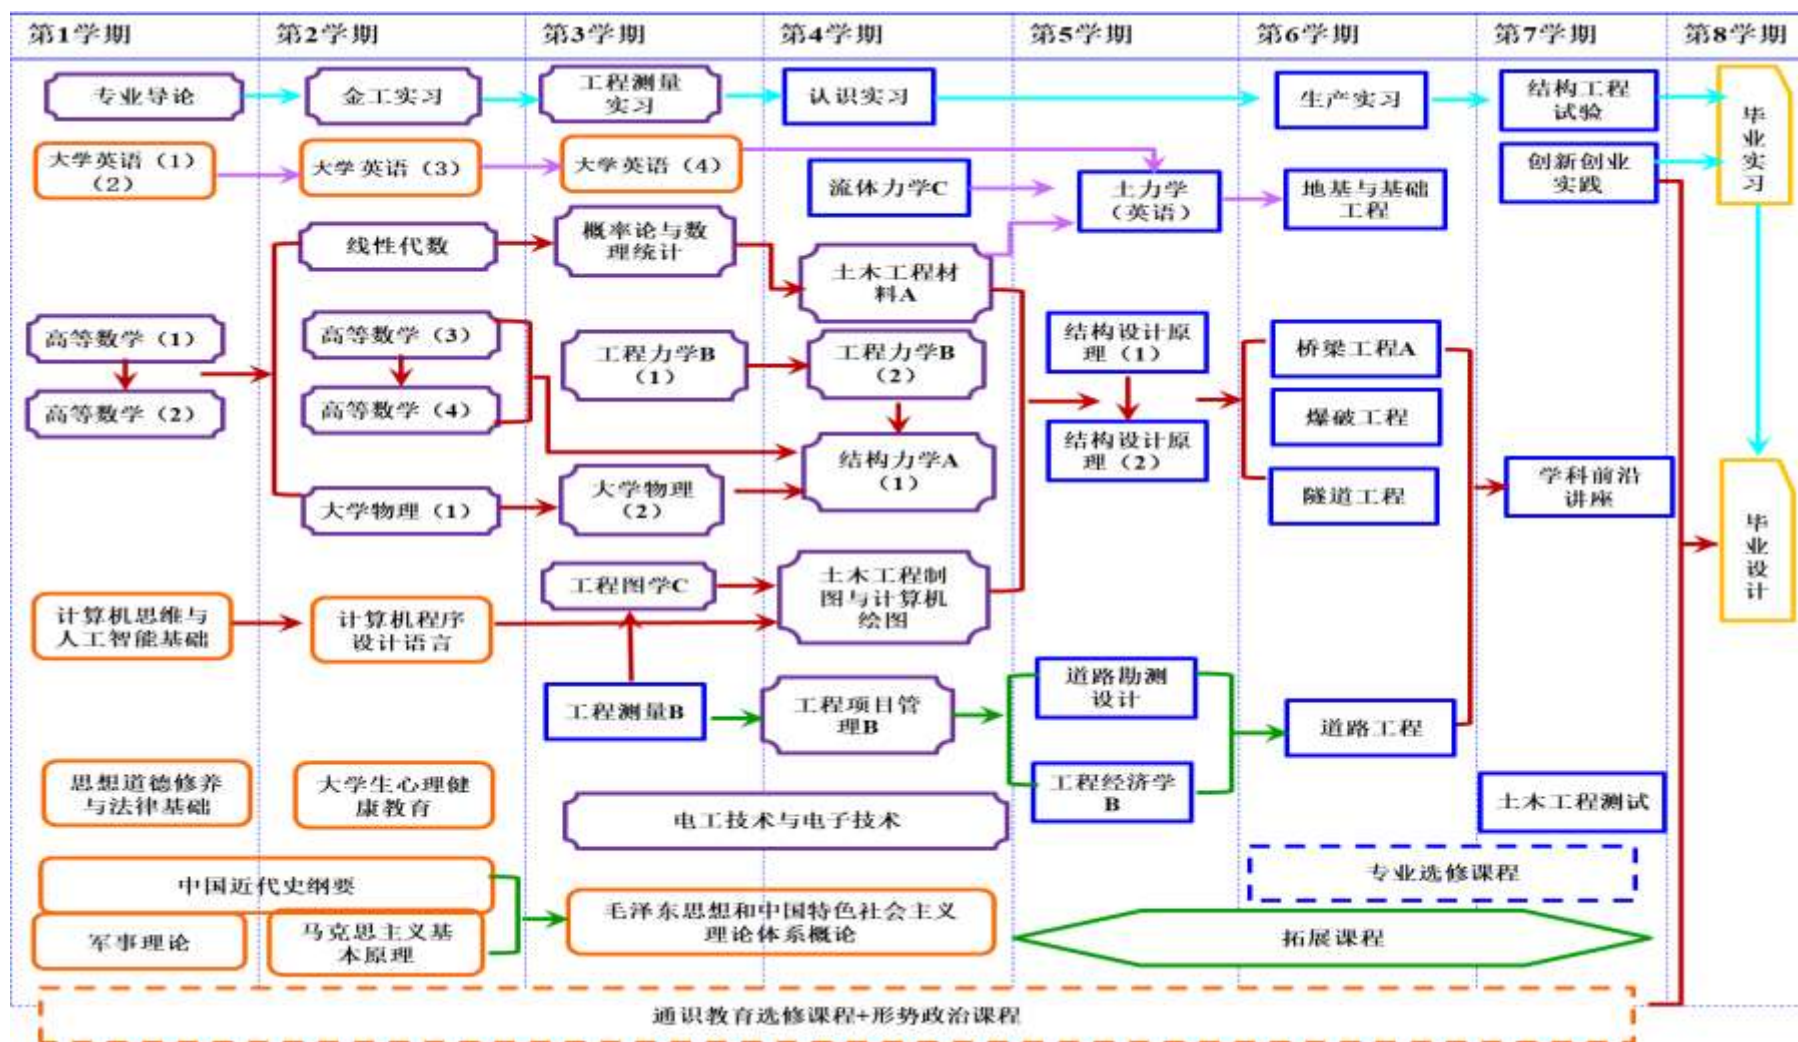 第1学期
第2学期
第3学期
第4学期
第5学期
第6学期
第7学期
第8学期
专业导论
金工实习
工程测量
实习
认识实习
生产实习
结构工程
试验
毕
业
实
习
大学英语（1）
（2）
大学英语（3）
大学英语（4）
流体力学C
土力学
（英语）
地基与基础
工程
创新创业
实践
线性代数
概率论与数
理统计
土木工程材
料A
高等数学（1）
高等数学（2）
高等数学（3）
高等数学（4）
工程力学B
（1）
工程力学B
（2）
结构设计原
理（1）
结构设计原
理（2）
桥梁工程A
爆破工程
隧道工程
大学物理（1）
大学物理
（2）
结构力学A
（1）
学科前沿
讲座
毕
业
设
计
计算机思维与
人工智能基础
计算机程序
设计语言
工程图学C
土木工程制
图与计算机
绘图
工程测量B
工程项目管
理B
道路勘测
设计
工程经济学
B
道路工程
思想道德修养
与法律基础
大学生心理健
康教育
电工技术与电子技术
土木工程测试
中国近代史纲要
军事理论
马克思主义基
本原理
毛泽东思想和中国特色社会主义
理论体系概论
专业选修课程
拓展课程
通识教育选修课程+形势政治课程